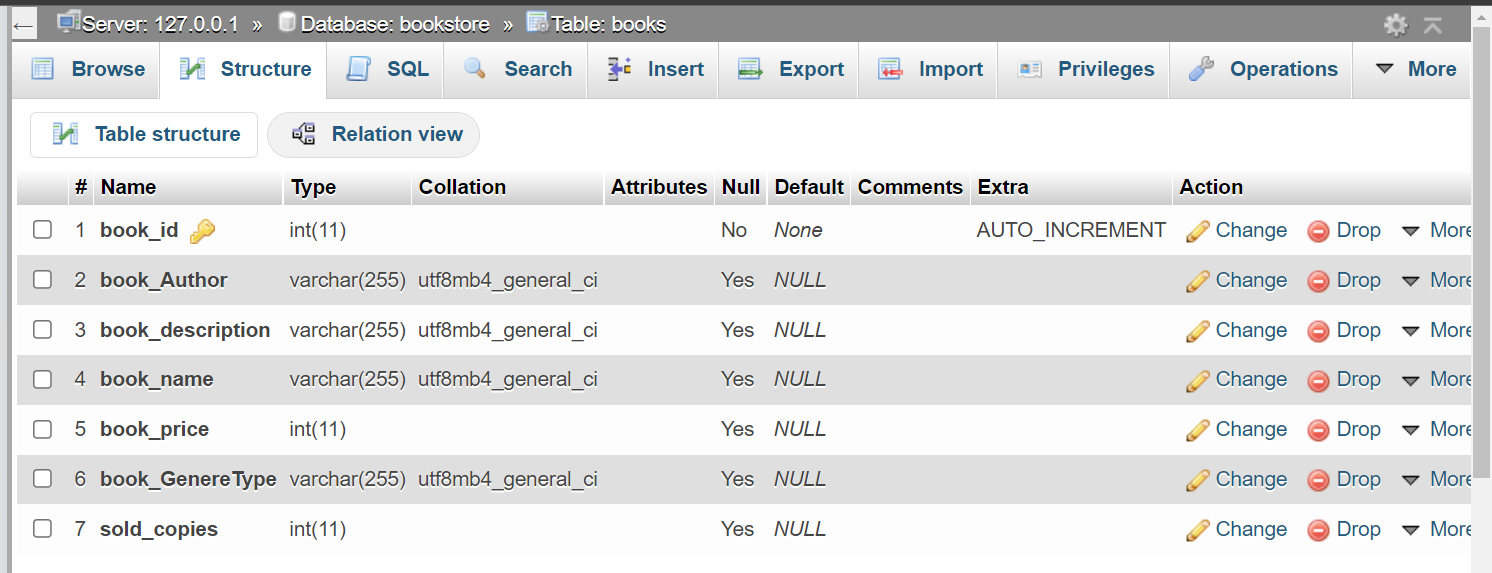 ← Server: 127.0.0.1 » Database: bookstore » Table: books
Browse Structure SQL Search Insert Export Import Privileges Operations More
Table structure Relation view
# Name Type Collation Attributes Null Default Comments Extra Action
1 book_id int(11) No None AUTO_INCREMENT Change Drop More
2 book_Author varchar(255) utf8mb4_general_ci Yes NULL Change Drop More
3 book_description varchar(255) utf8mb4_general_ci Yes NULL Change Drop More
4 book_name varchar(255) utf8mb4_general_ci Yes NULL Change Drop More
5 book_price int(11) Yes NULL Change Drop More
6 book_GenereType varchar(255) utf8mb4_general_ci Yes NULL Change Drop More
7 sold_copies int(11) Yes NULL Change Drop More